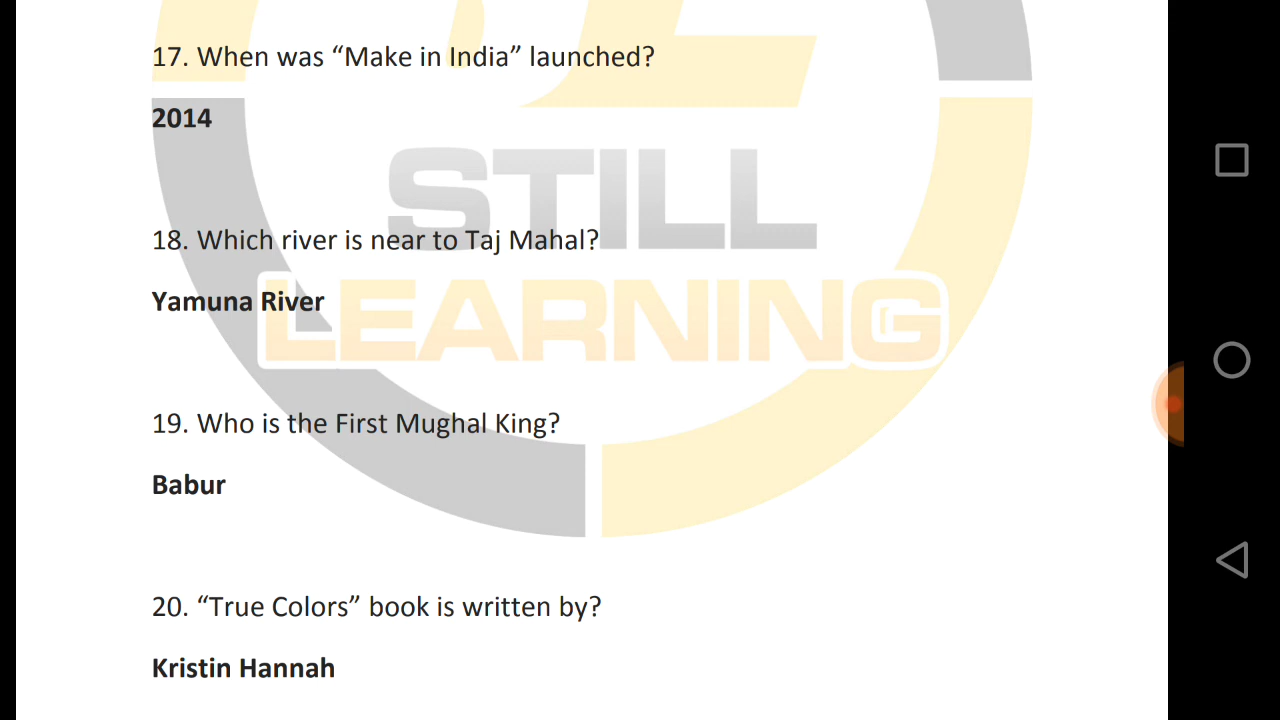 17. When was “Make in India” launched?
2014
STILL
18. Which river is near to Taj Mahal?
Yamuna River
LEARNING
19. Who is the First Mughal King?
Babur
20. “True Colors” book is written by?
Kristin Hannah